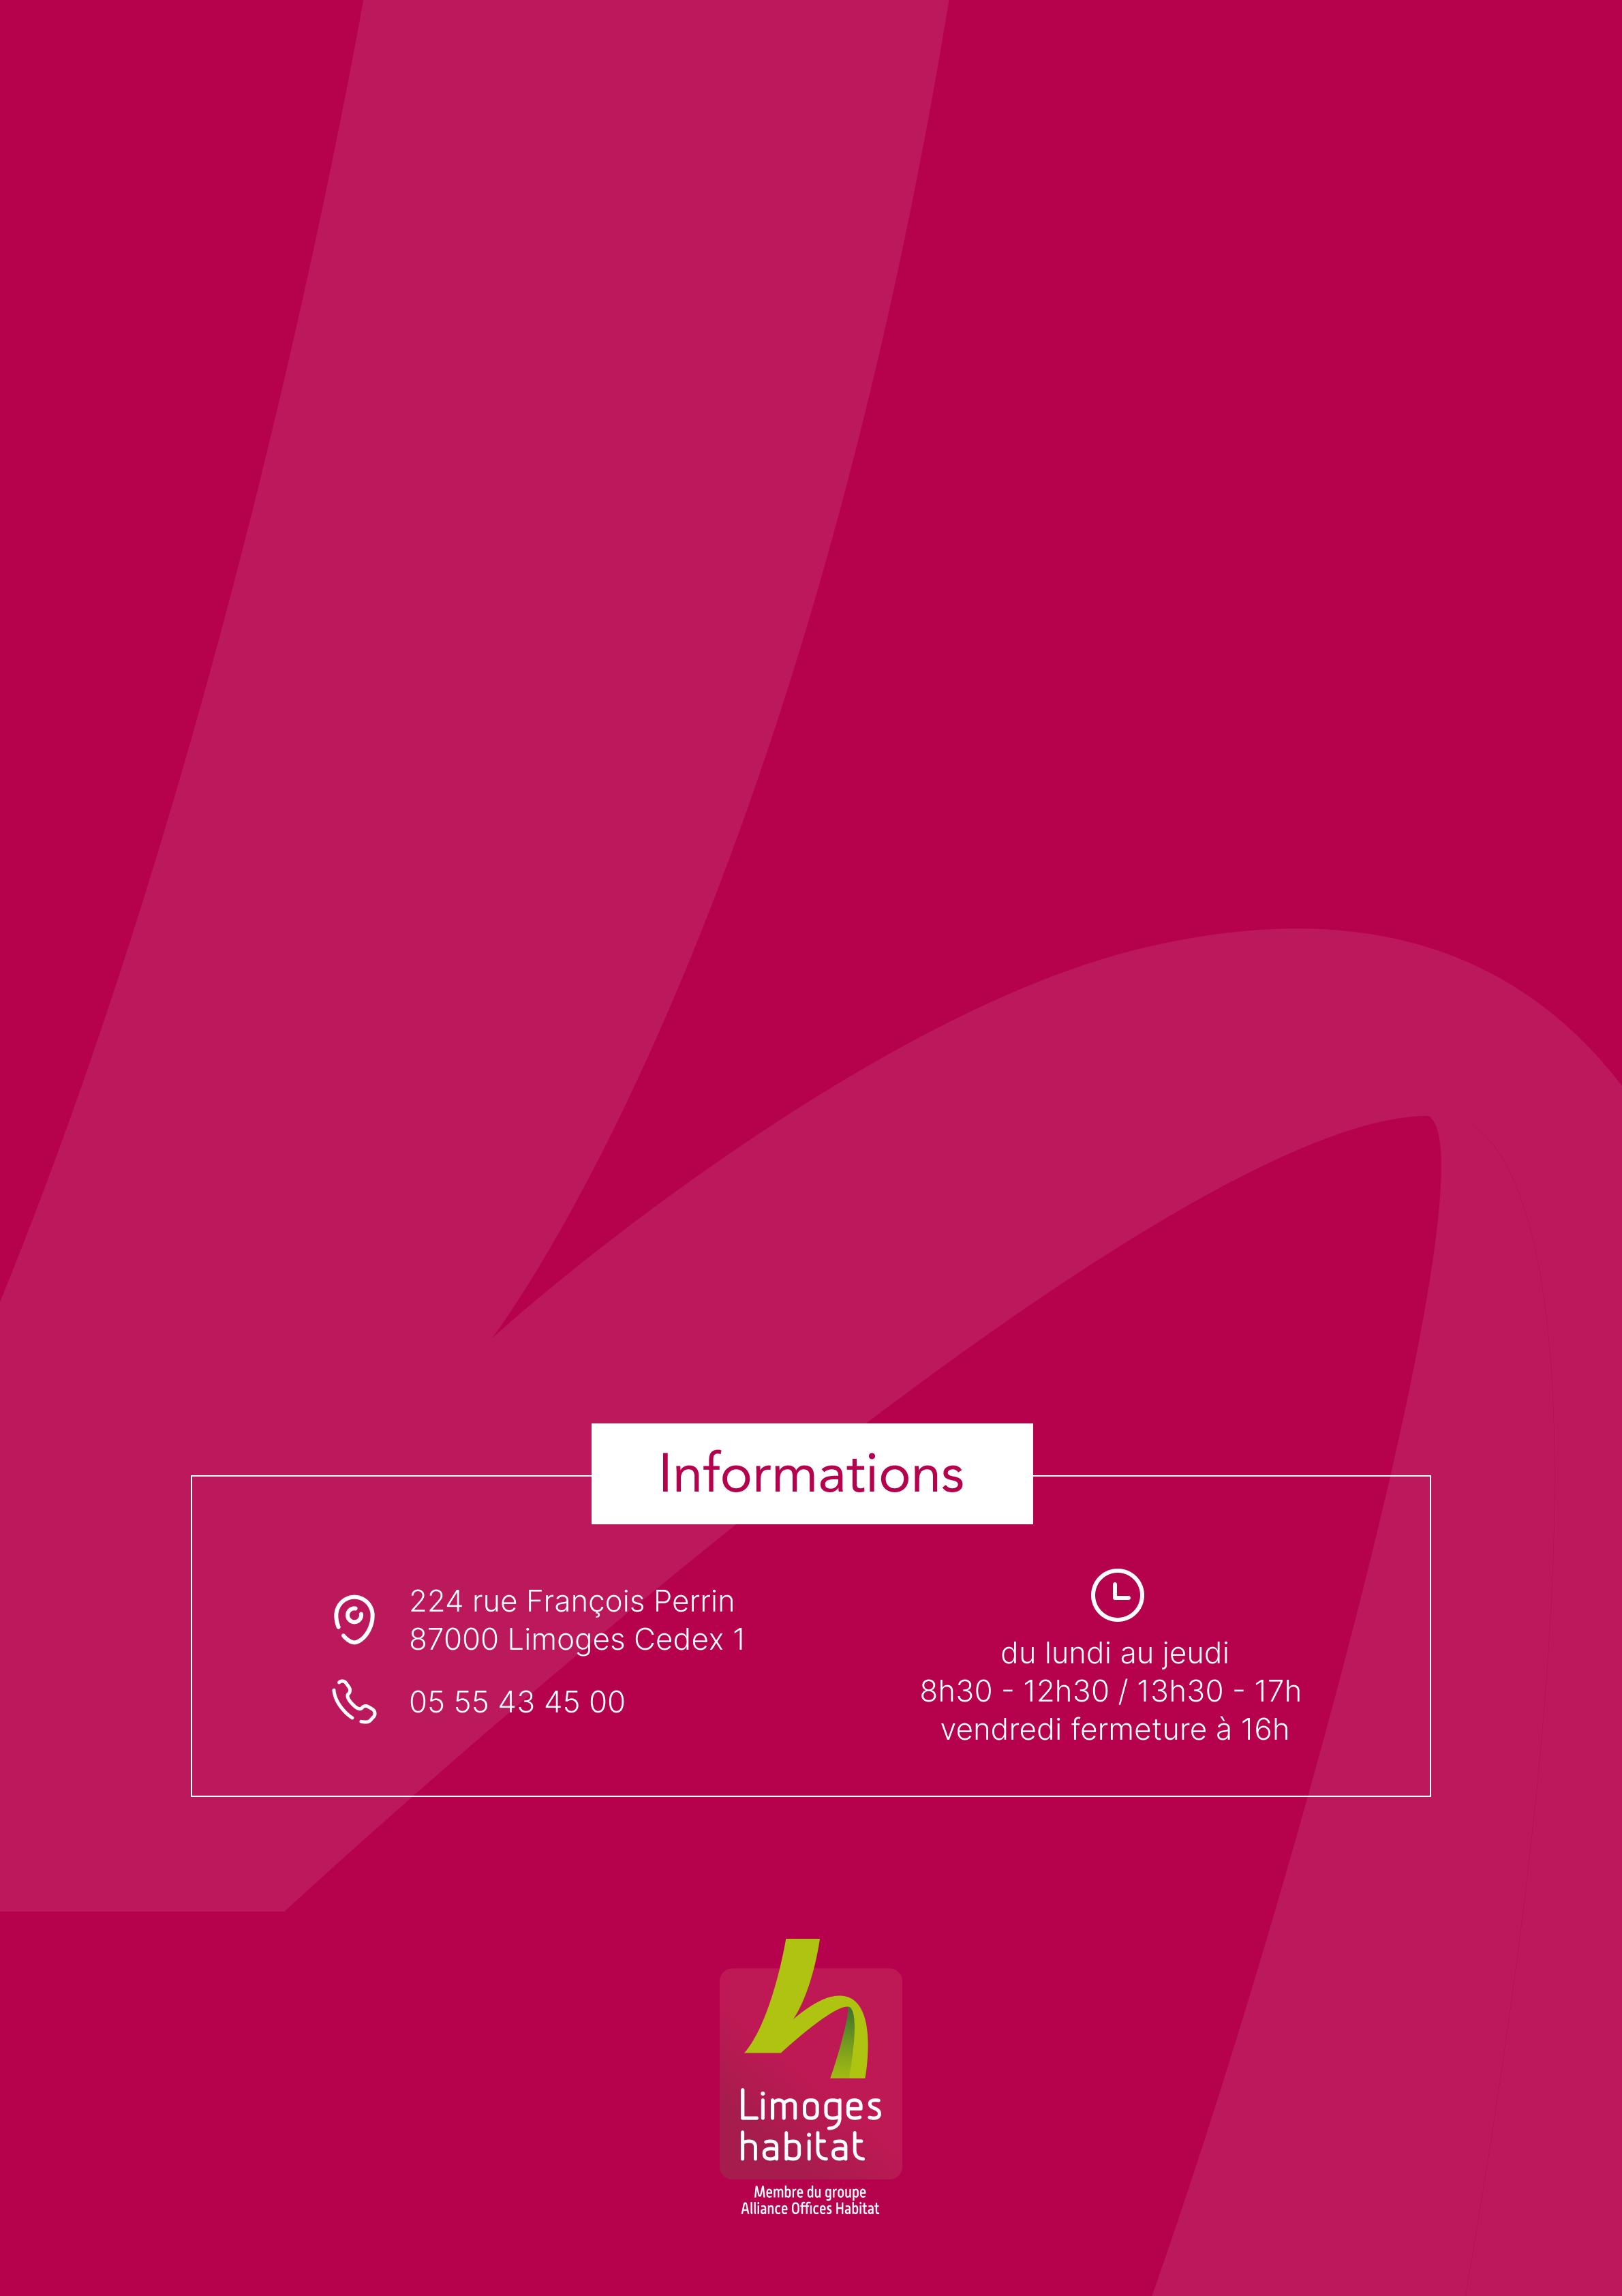 Informations
224 rue François Perrin
87000 Limoges Cedex 1
05 55 43 45 00
du lundi au jeudi
8h30 - 12h30 / 13h30 - 17h
vendredi fermeture à 16h
Limoges
habitat
Membre du groupe
Alliance Offices Habitat